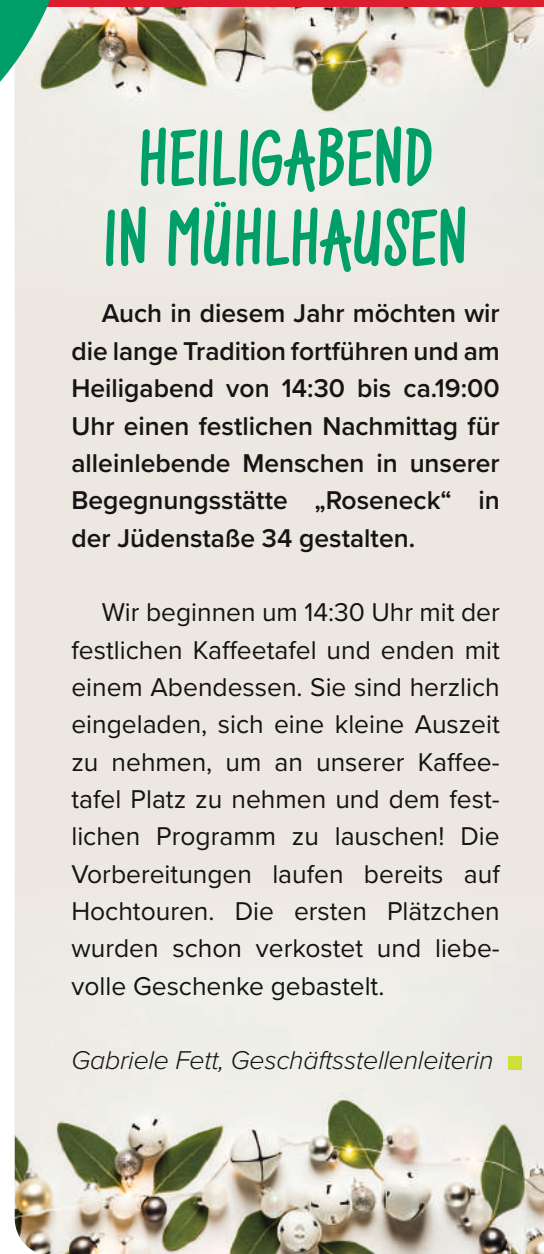 HEILIGABEND
IN MÜHLHAUSEN
Auch in diesem Jahr möchten wir
die lange Tradition fortführen und am
Heiligabend von 14:30 bis ca.19:00
Uhr einen festlichen Nachmittag für
alleinlebende Menschen in unserer
Begegnungsstätte „Roseneck“ in
der Jüdenstaße 34 gestalten.
Wir beginnen um 14:30 Uhr mit der
festlichen Kaffeetafel und enden mit
einem Abendessen. Sie sind herzlich
eingeladen, sich eine kleine Auszeit
zu nehmen, um an unserer Kaffee-
tafel Platz zu nehmen und dem fest-
lichen Programm zu lauschen! Die
Vorbereitungen laufen bereits auf
Hochtouren. Die ersten Plätzchen
wurden schon verkostet und liebe-
volle Geschenke gebastelt.
Gabriele Fett, Geschäftsstellenleiterin